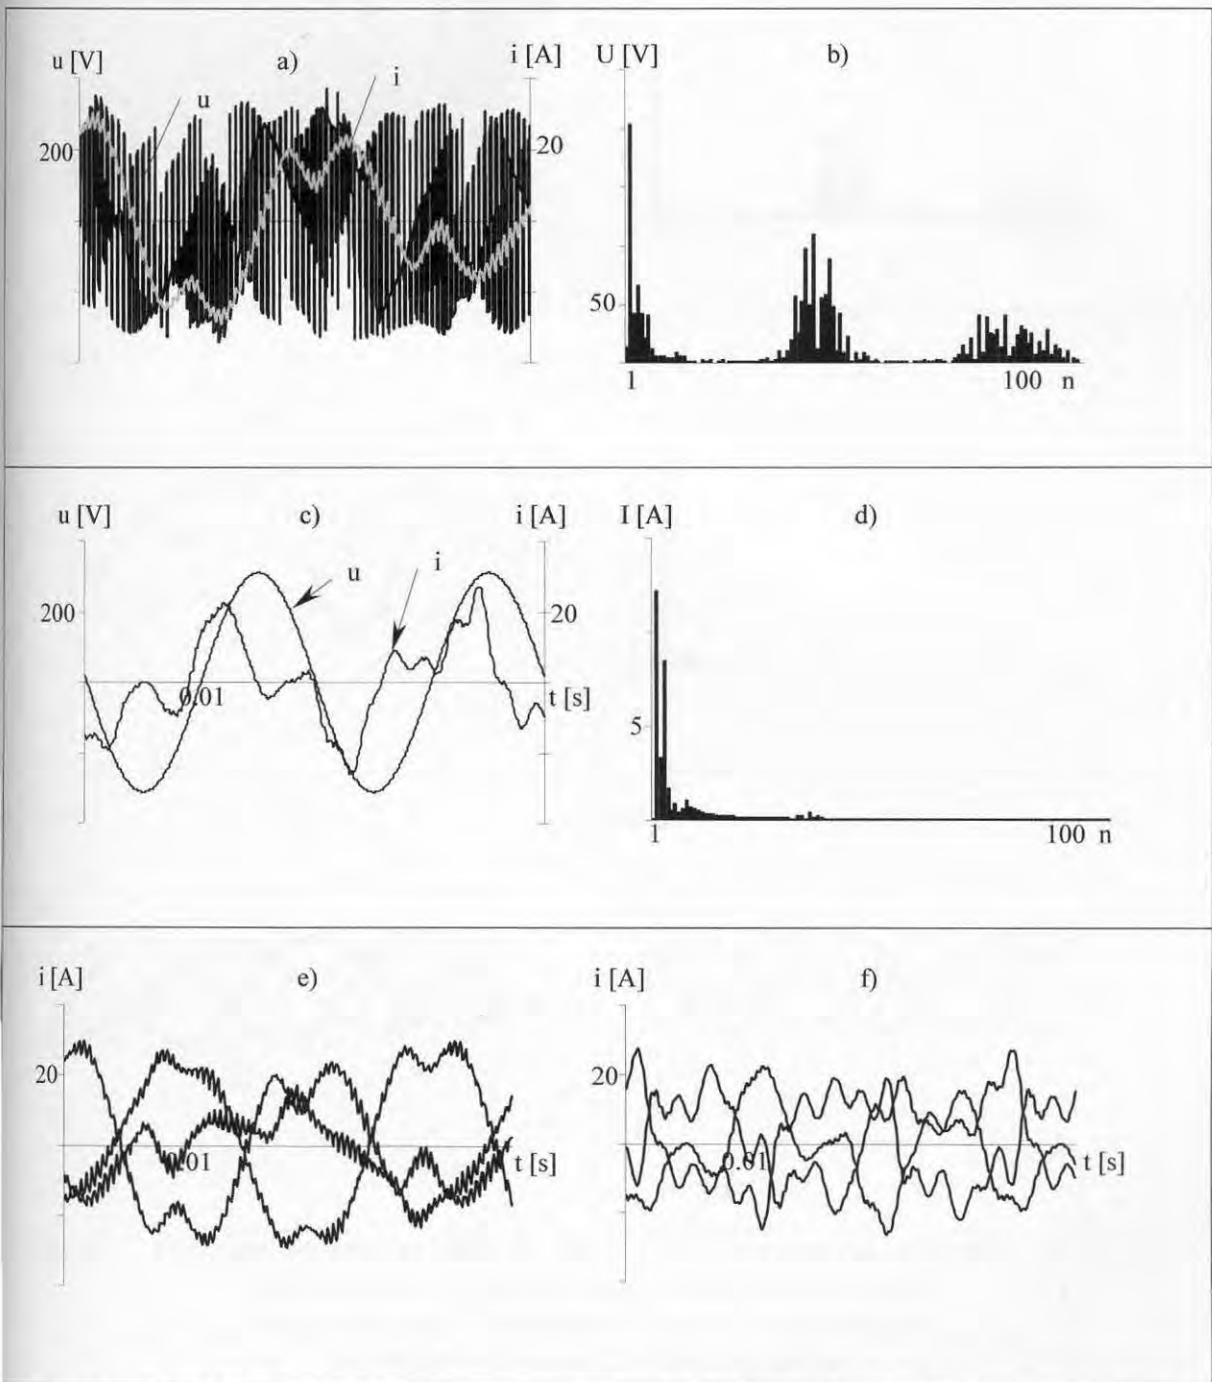 u [V] a) i [A]
i
u
200
20
U [V] b)
50
1 100 n
u [V] c) i [A]
i
u
200
20
0.01
t [s]
I [A] d)
5
1 100 n
i [A] e)
20
0.01
t [s]
i [A] f)
20
0.01
t [s]